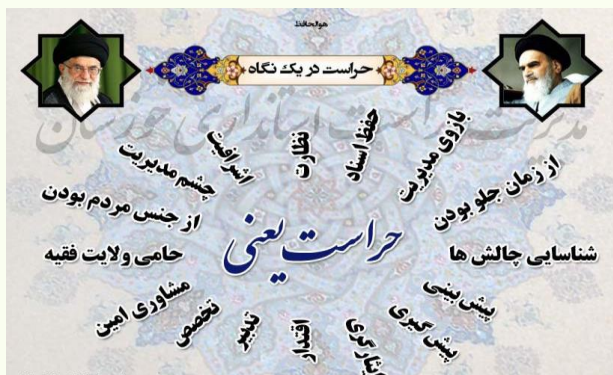 هوالحافظ
حراست در یک نگاه
مدیریت حراست استانداری خوزستان
حراست یعنی
نظارت
حفظ اسناد
بازوی مدیریت
از زمان جلو بودن
شناسایی چالش ها
پیش بینی
پیش گیری
ایثارگری
اقتدار
تدبیر
تخصص
مشاوری امین
حامی ولایت فقیه
از جنس مردم بودن
چشم مدیریت
اشرافیت